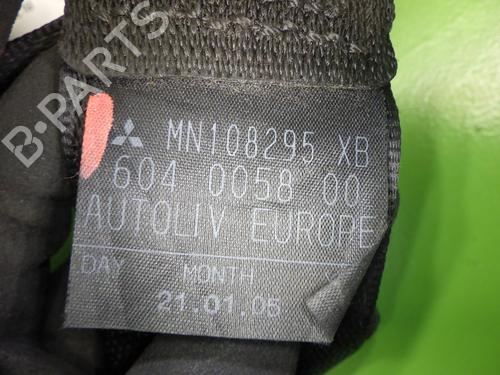 MN108295 XB
604 0058 00
AUTOLIV EUROPE
DAY MONTH
21.01.05
B-PARTS